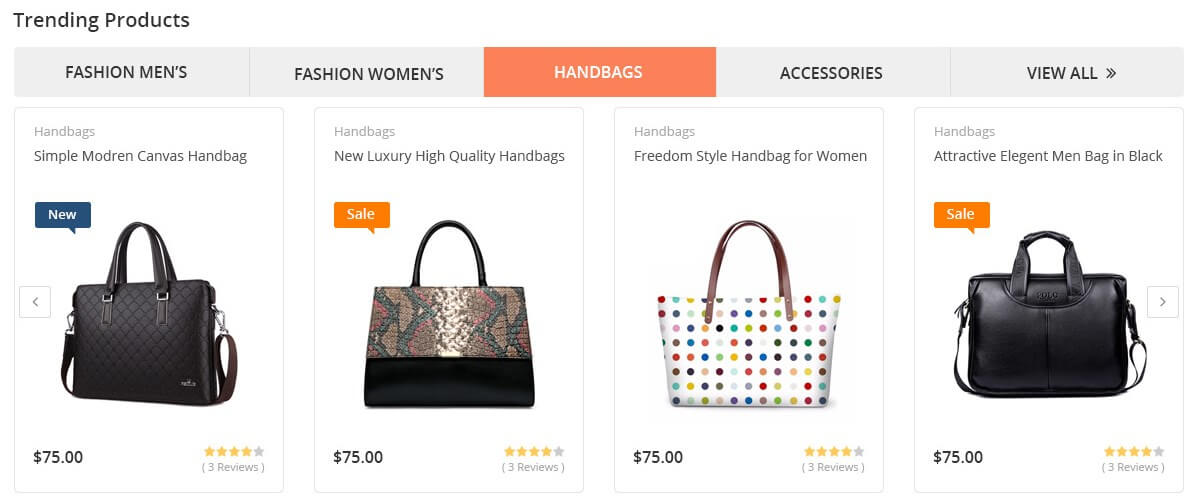 Trending Products
FASHION MEN’S
FASHION WOMEN’S
HANDBAGS
ACCESSORIES
VIEW ALL »
Handbags
Simple Modren Canvas Handbag
New
$75.00
( 3 Reviews )
Handbags
New Luxury High Quality Handbags
Sale
$75.00
( 3 Reviews )
Handbags
Freedom Style Handbag for Women
$75.00
( 3 Reviews )
Handbags
Attractive Elegent Men Bag in Black
Sale
POLO
$75.00
( 3 Reviews )